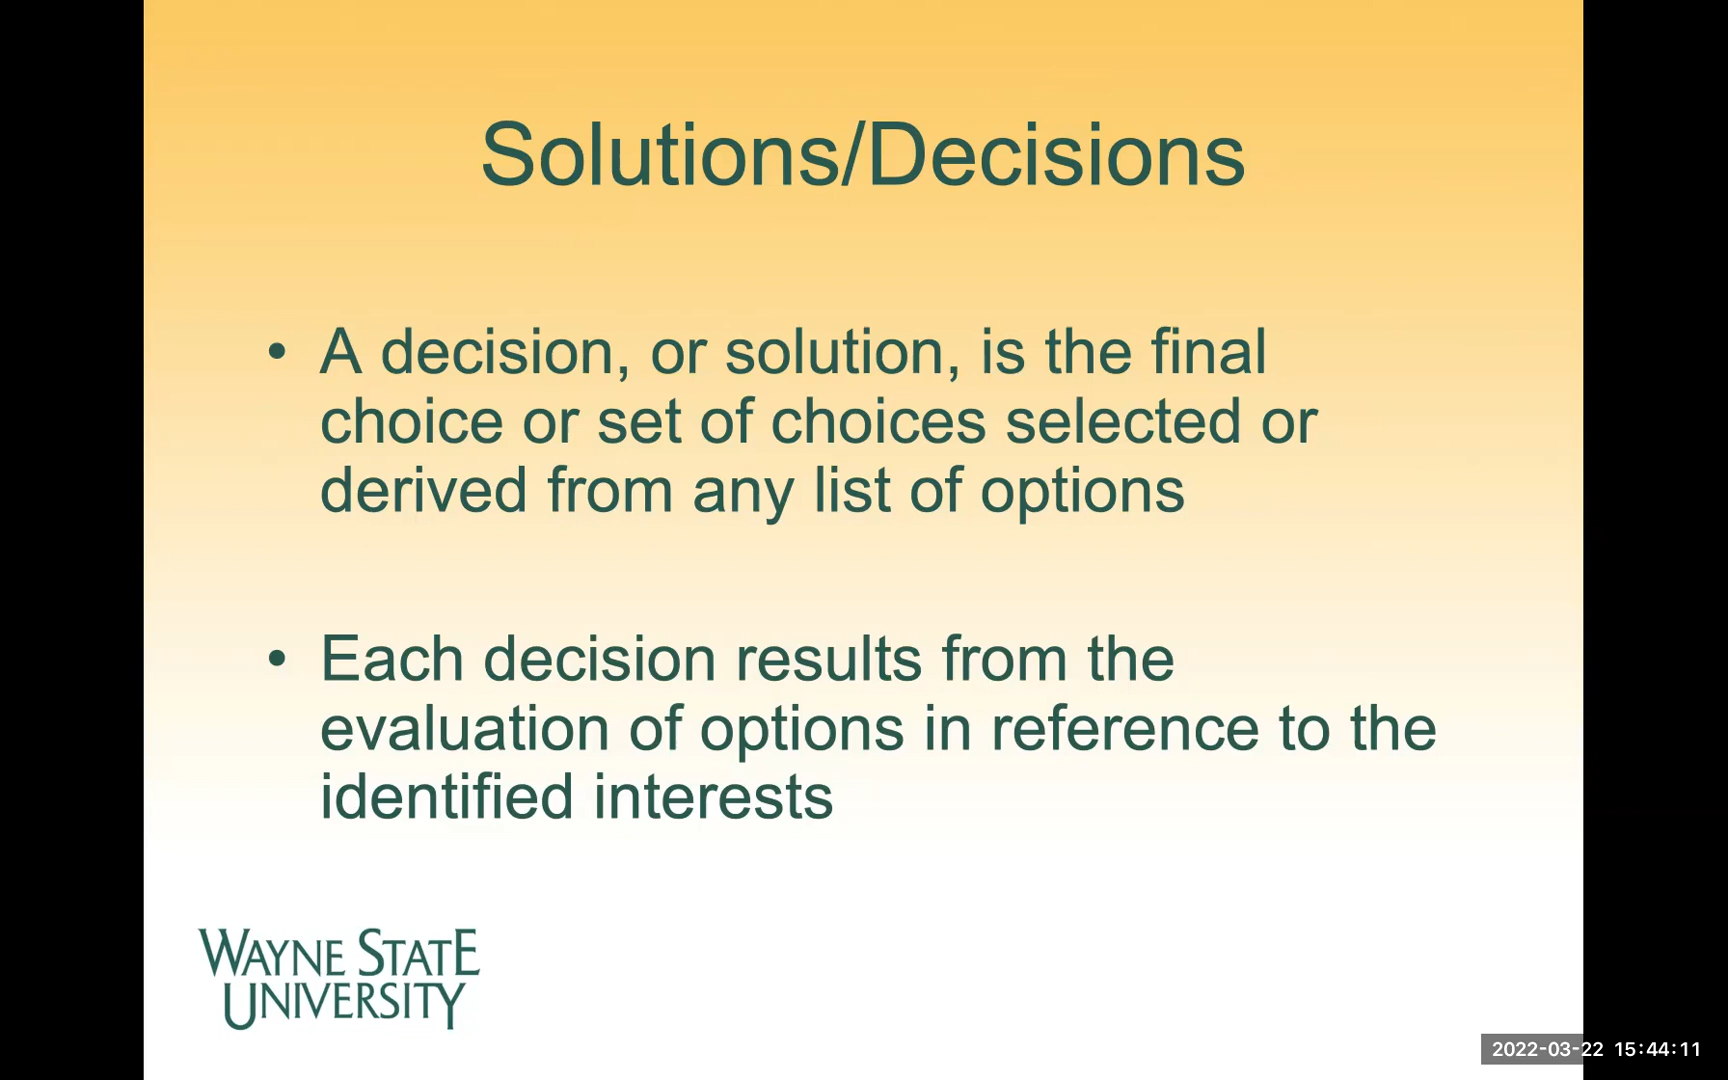 Solutions/Decisions
• A decision, or solution, is the final
choice or set of choices selected or
derived from any list of options
• Each decision results from the
evaluation of options in reference to the
identified interests
WAYNE STATE
UNIVERSITY
2022-03-22 15:44:11